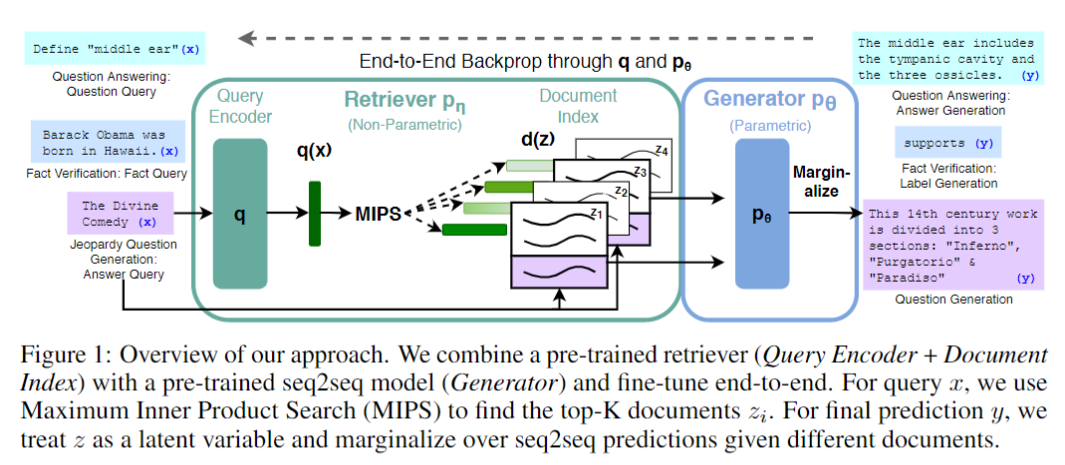 Define "middle ear" (x)
Question Answering:
Question Query
Barack Obama was
born in Hawaii. (x)
Fact Verification: Fact Query
The Divine
Comedy (x)
Jeopardy Question
Generation:
Answer Query
End-to-End Backprop through q and pθ
Query
Encoder
Retriever pη
(Non-Parametric)
Document
Index
q
q(x)
MIPS
d(z)
z4
z3
z2
z1
Generator pθ
(Parametric)
pθ
Margin-
alize
The middle ear includes
the tympanic cavity and
the three ossicles. (y)
Question Answering:
Answer Generation
supports (y)
Fact Verification:
Label Generation
This 14th century work
is divided into 3
sections: "Inferno",
"Purgatorio" &
"Paradiso" (y)
Question Generation
Figure 1: Overview of our approach. We combine a pre-trained retriever (Query Encoder + Document
Index) with a pre-trained seq2seq model (Generator) and fine-tune end-to-end. For query x, we use
Maximum Inner Product Search (MIPS) to find the top-K documents zi. For final prediction y, we
treat z as a latent variable and marginalize over seq2seq predictions given different documents.